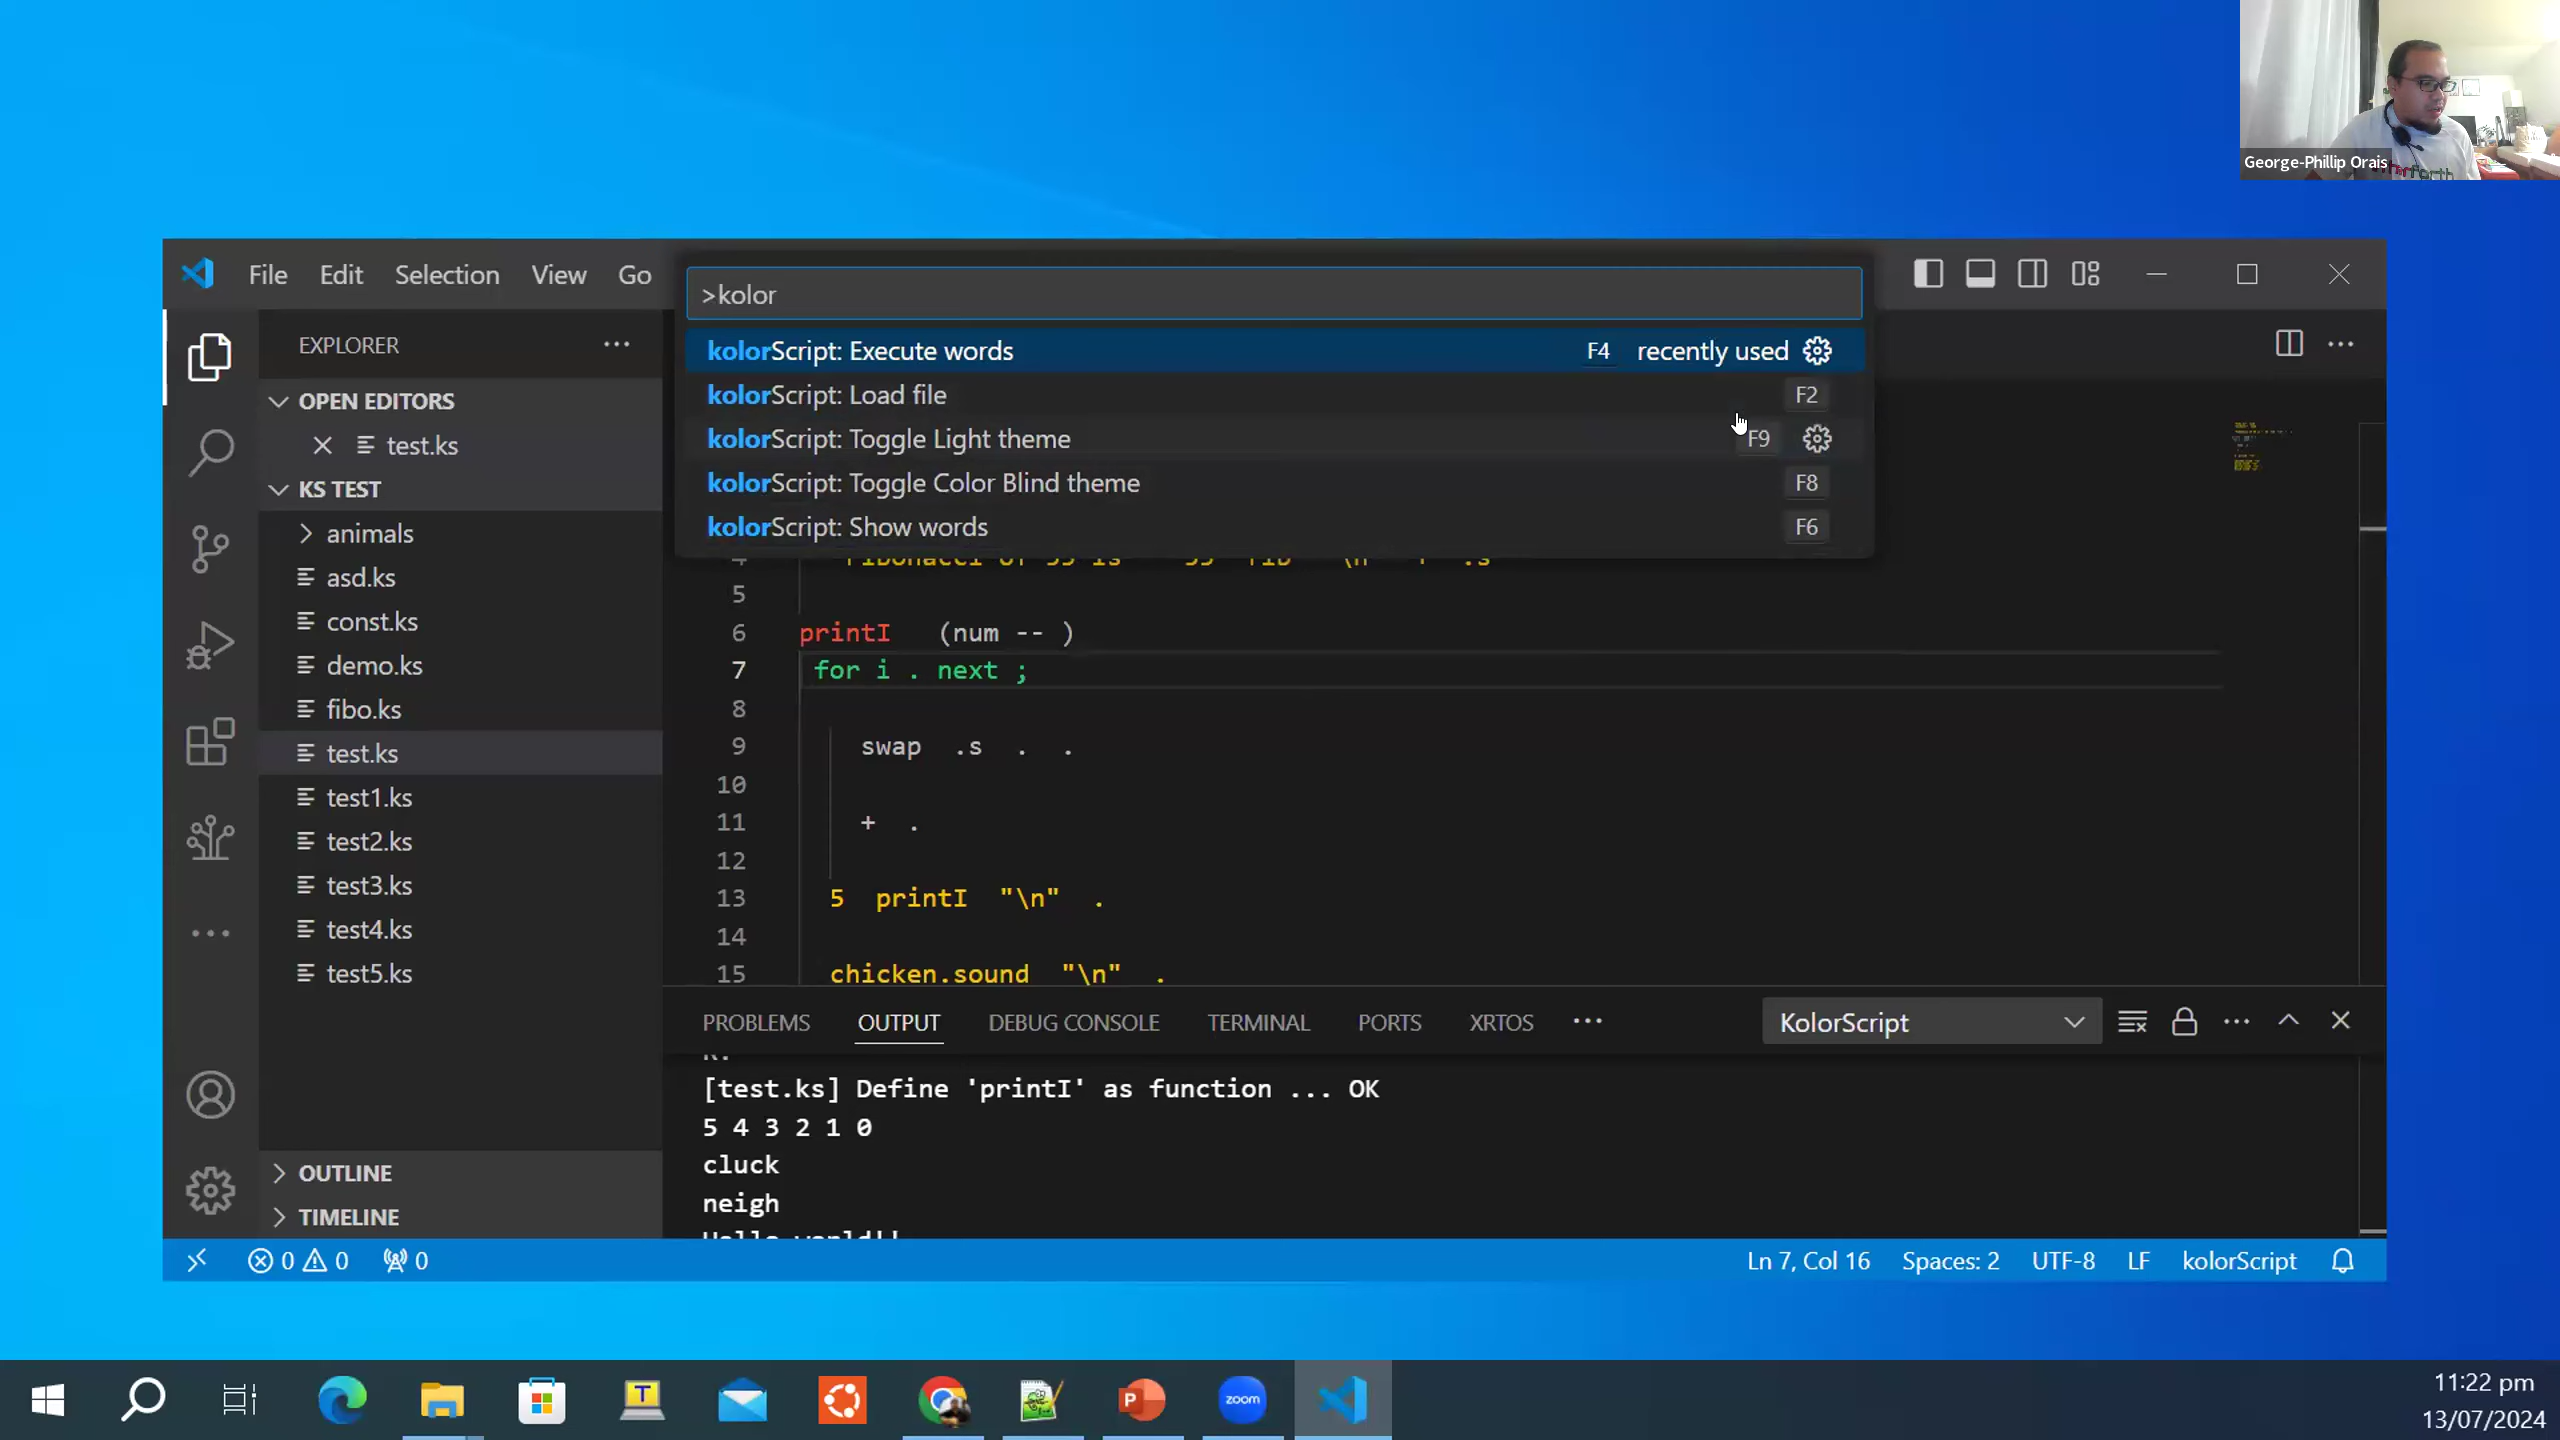 George-Phillip Orais
File Edit Selection View Go
>kolor
kolorScript: Execute words F4 recently used
kolorScript: Load file F2
kolorScript: Toggle Light theme F9
kolorScript: Toggle Color Blind theme F8
kolorScript: Show words F6
EXPLORER
OPEN EDITORS
test.ks
KS TEST
animals
asd.ks
const.ks
demo.ks
fibo.ks
test.ks
test1.ks
test2.ks
test3.ks
test4.ks
test5.ks
OUTLINE
TIMELINE
5
6 printI (num -- )
7 for i . next ;
8
9 swap .s . .
10
11 + .
12
13 5 printI "\n" .
14
15 chicken.sound "\n" .
PROBLEMS OUTPUT DEBUG CONSOLE TERMINAL PORTS XRTOS KolorScript
[test.ks] Define 'printI' as function ... OK
5 4 3 2 1 0
cluck
neigh
0 0 0 Ln 7, Col 16 Spaces: 2 UTF-8 LF kolorScript
zoom
11:22 pm
13/07/2024